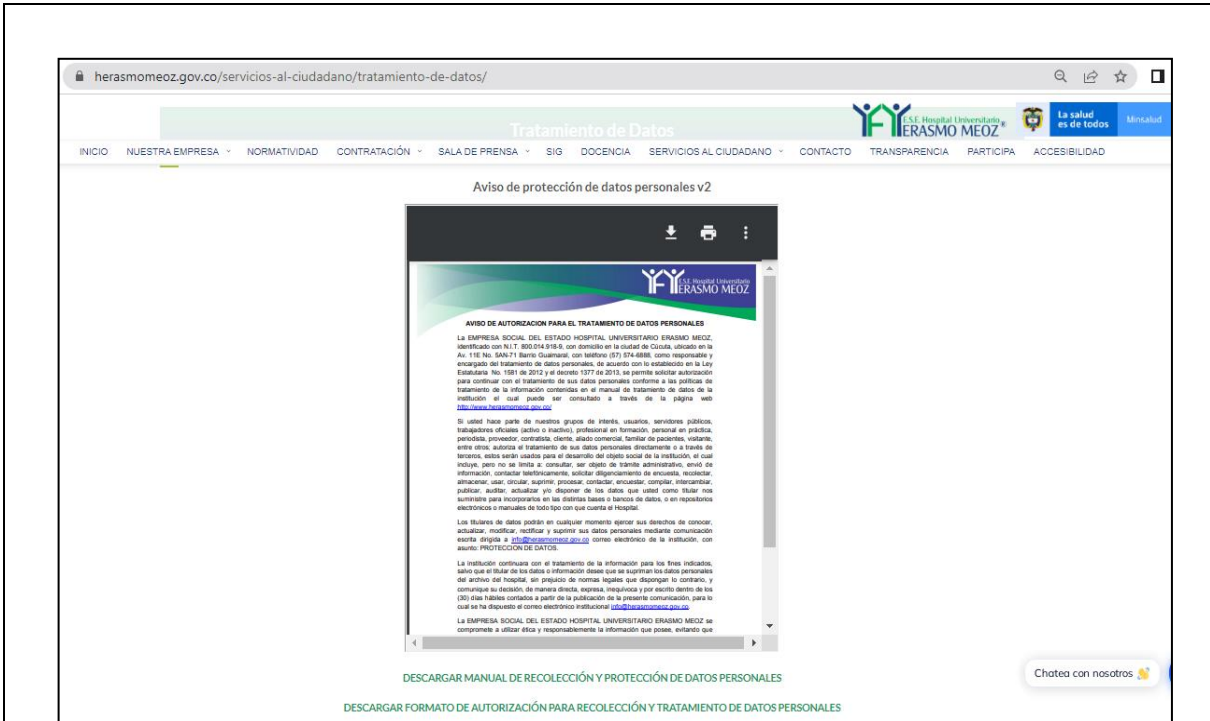 herasmomeoz.gov.co/servicios-al-ciudadano/tratamiento-de-datos/
Tratamiento de Datos
E.S.E. Hospital Universitario
ERASMO MEOZ
La salud
es de todos
Minsalud
INICIO NUESTRA EMPRESA NORMATIVIDAD CONTRATACIÓN SALA DE PRENSA SIG DOCENCIA SERVICIOS AL CIUDADANO CONTACTO TRANSPARENCIA PARTICIPA ACCESIBILIDAD
Aviso de protección de datos personales v2
E.S.E. Hospital Universitario
ERASMO MEOZ
AVISO DE AUTORIZACION PARA EL TRATAMIENTO DE DATOS PERSONALES
La EMPRESA SOCIAL DEL ESTADO HOSPITAL UNIVERSITARIO ERASMO MEOZ,
identificado con N.I.T. 800.014.918-9, con domicilio en la ciudad de Cúcuta, ubicado en la
Av. 11E No. 5AN-71 Barrio Guaimaral, con teléfono (57) 574-6888, como responsable y
encargado del tratamiento de datos personales, de acuerdo con lo establecido en la Ley
Estatutaria No. 1581 de 2012 y el decreto 1377 de 2013, se permite solicitar autorización
para continuar con el tratamiento de sus datos personales conforme a las políticas de
tratamiento de la información contenidas en el manual de tratamiento de datos de la
institución el cual puede ser consultado a través de la página web
http://www.herasmomeoz.gov.co/
Si usted hace parte de nuestros grupos de interés, usuarios, servidores públicos,
trabajadores oficiales (activo o inactivo), profesional en formación, personal en práctica,
periodista, proveedor, contratista, cliente, aliado comercial, familiar de pacientes, visitante,
entre otros; autoriza el tratamiento de sus datos personales directamente o a través de
terceros, estos serán usados para el desarrollo del objeto social de la institución, el cual
incluye, pero no se limita a: consultar, ser objeto de trámite administrativo, envió de
información, contactar telefónicamente, solicitar diligenciamiento de encuesta, recolectar,
almacenar, usar, circular, suprimir, procesar, contactar, encuestar, compilar, intercambiar,
publicar, auditar, actualizar y/o disponer de los datos que usted como titular nos
suministre para incorporarlos en las distintas bases o bancos de datos, o en repositorios
electrónicos o manuales de todo tipo con que cuenta el Hospital.
Los titulares de datos podrán en cualquier momento ejercer sus derechos de conocer,
actualizar, modificar, rectificar y suprimir sus datos personales mediante comunicación
escrita dirigida a info@herasmomeoz.gov.co correo electrónico de la institución, con
asunto: PROTECCION DE DATOS.
La institución continuara con el tratamiento de la información para los fines indicados,
salvo que el titular de los datos o información desee que se supriman los datos personales
del archivo del hospital, sin prejuicio de normas legales que dispongan lo contrario, y
comunique su decisión, de manera directa, expresa, inequívoca y por escrito dentro de los
(30) días hábiles contados a partir de la publicación de la presente comunicación, para lo
cual se ha dispuesto el correo electrónico institucional info@herasmomeoz.gov.co.
La EMPRESA SOCIAL DEL ESTADO HOSPITAL UNIVERSITARIO ERASMO MEOZ se
compromete a utilizar ética y responsablemente la información que posee, evitando que
DESCARGAR MANUAL DE RECOLECCIÓN Y PROTECCIÓN DE DATOS PERSONALES
Chatea con nosotros 👋
DESCARGAR FORMATO DE AUTORIZACIÓN PARA RECOLECCIÓN Y TRATAMIENTO DE DATOS PERSONALES